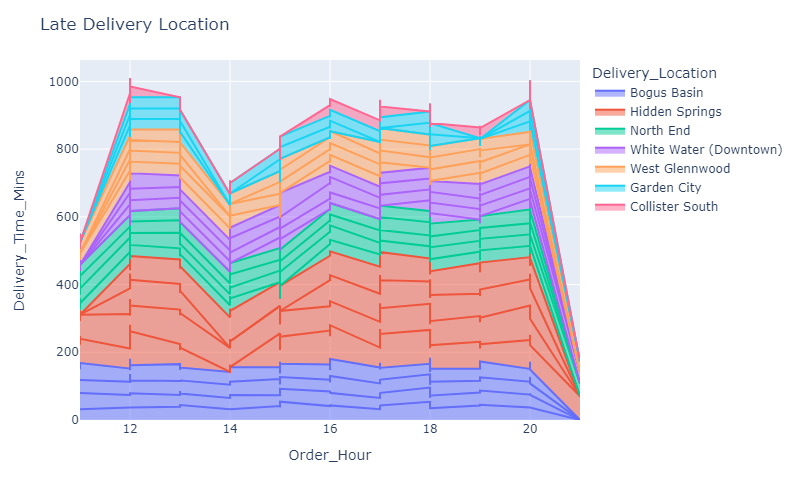 Late Delivery Location
1000
800
600
400
200
0
Delivery_Time_Mins
12
14
16
18
20
Order_Hour
Delivery_Location
Bogus Basin
Hidden Springs
North End
White Water (Downtown)
West Glennwood
Garden City
Collister South